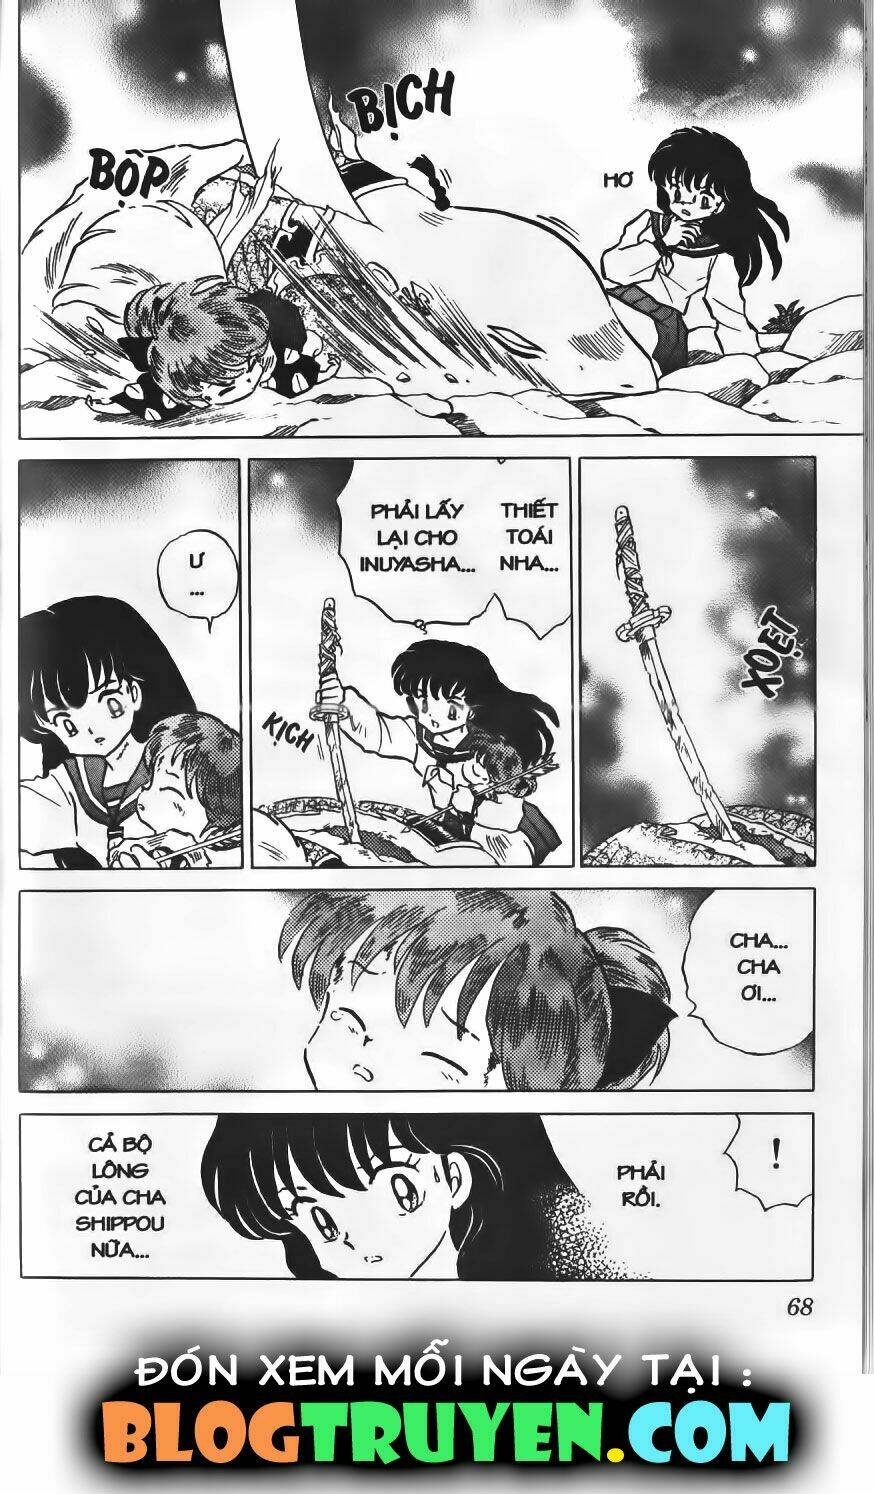 BỊCH
BỘP
HƠ
THIẾT
TOÁI
NHA...
PHẢI LẤY
LẠI CHO
INUYASHA...
XOẸT
KỊCH
Ư
...
CHA...
CHA
ƠI...
!
PHẢI
RỒI.
CẢ BỘ
LÔNG
CỦA CHA
SHIPPOU
NỮA...
68
ĐÓN XEM MỖI NGÀY TẠI :
BLOGTRUYEN.COM